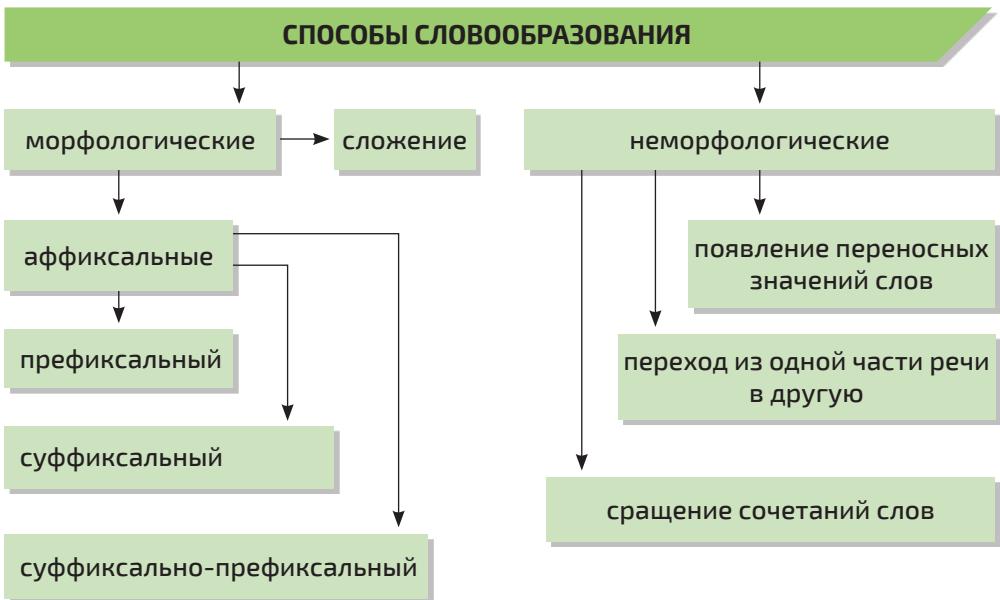 СПОСОБЫ СЛОВООБРАЗОВАНИЯ
морфологические
сложение
неморфологические
аффиксальные
появление переносных
значений слов
префиксальный
переход из одной части речи
в другую
суффиксальный
сращение сочетаний слов
суффиксально-префиксальный